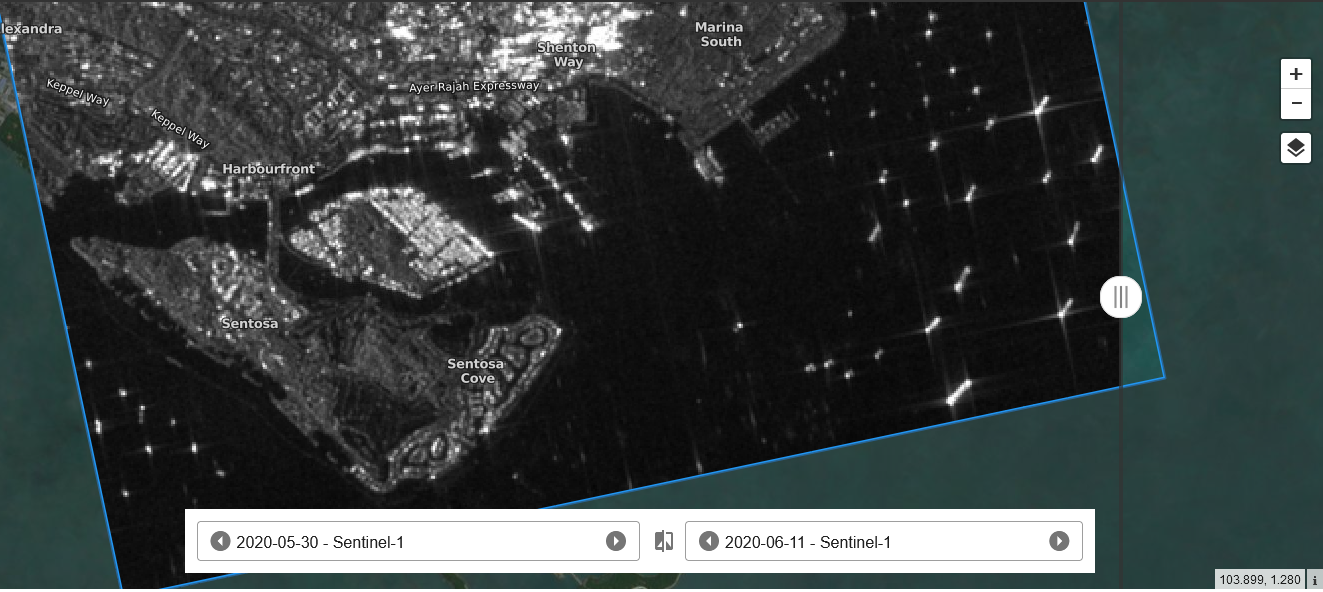 lexandra
Marina
South
Shenton
Way
Ayer Rajah Expressway
Keppel Way
Keppel Way
Harbourfront
Sentosa
Sentosa
Cove
+
−
2020-05-30 - Sentinel-1
2020-06-11 - Sentinel-1
103.899, 1.280
i